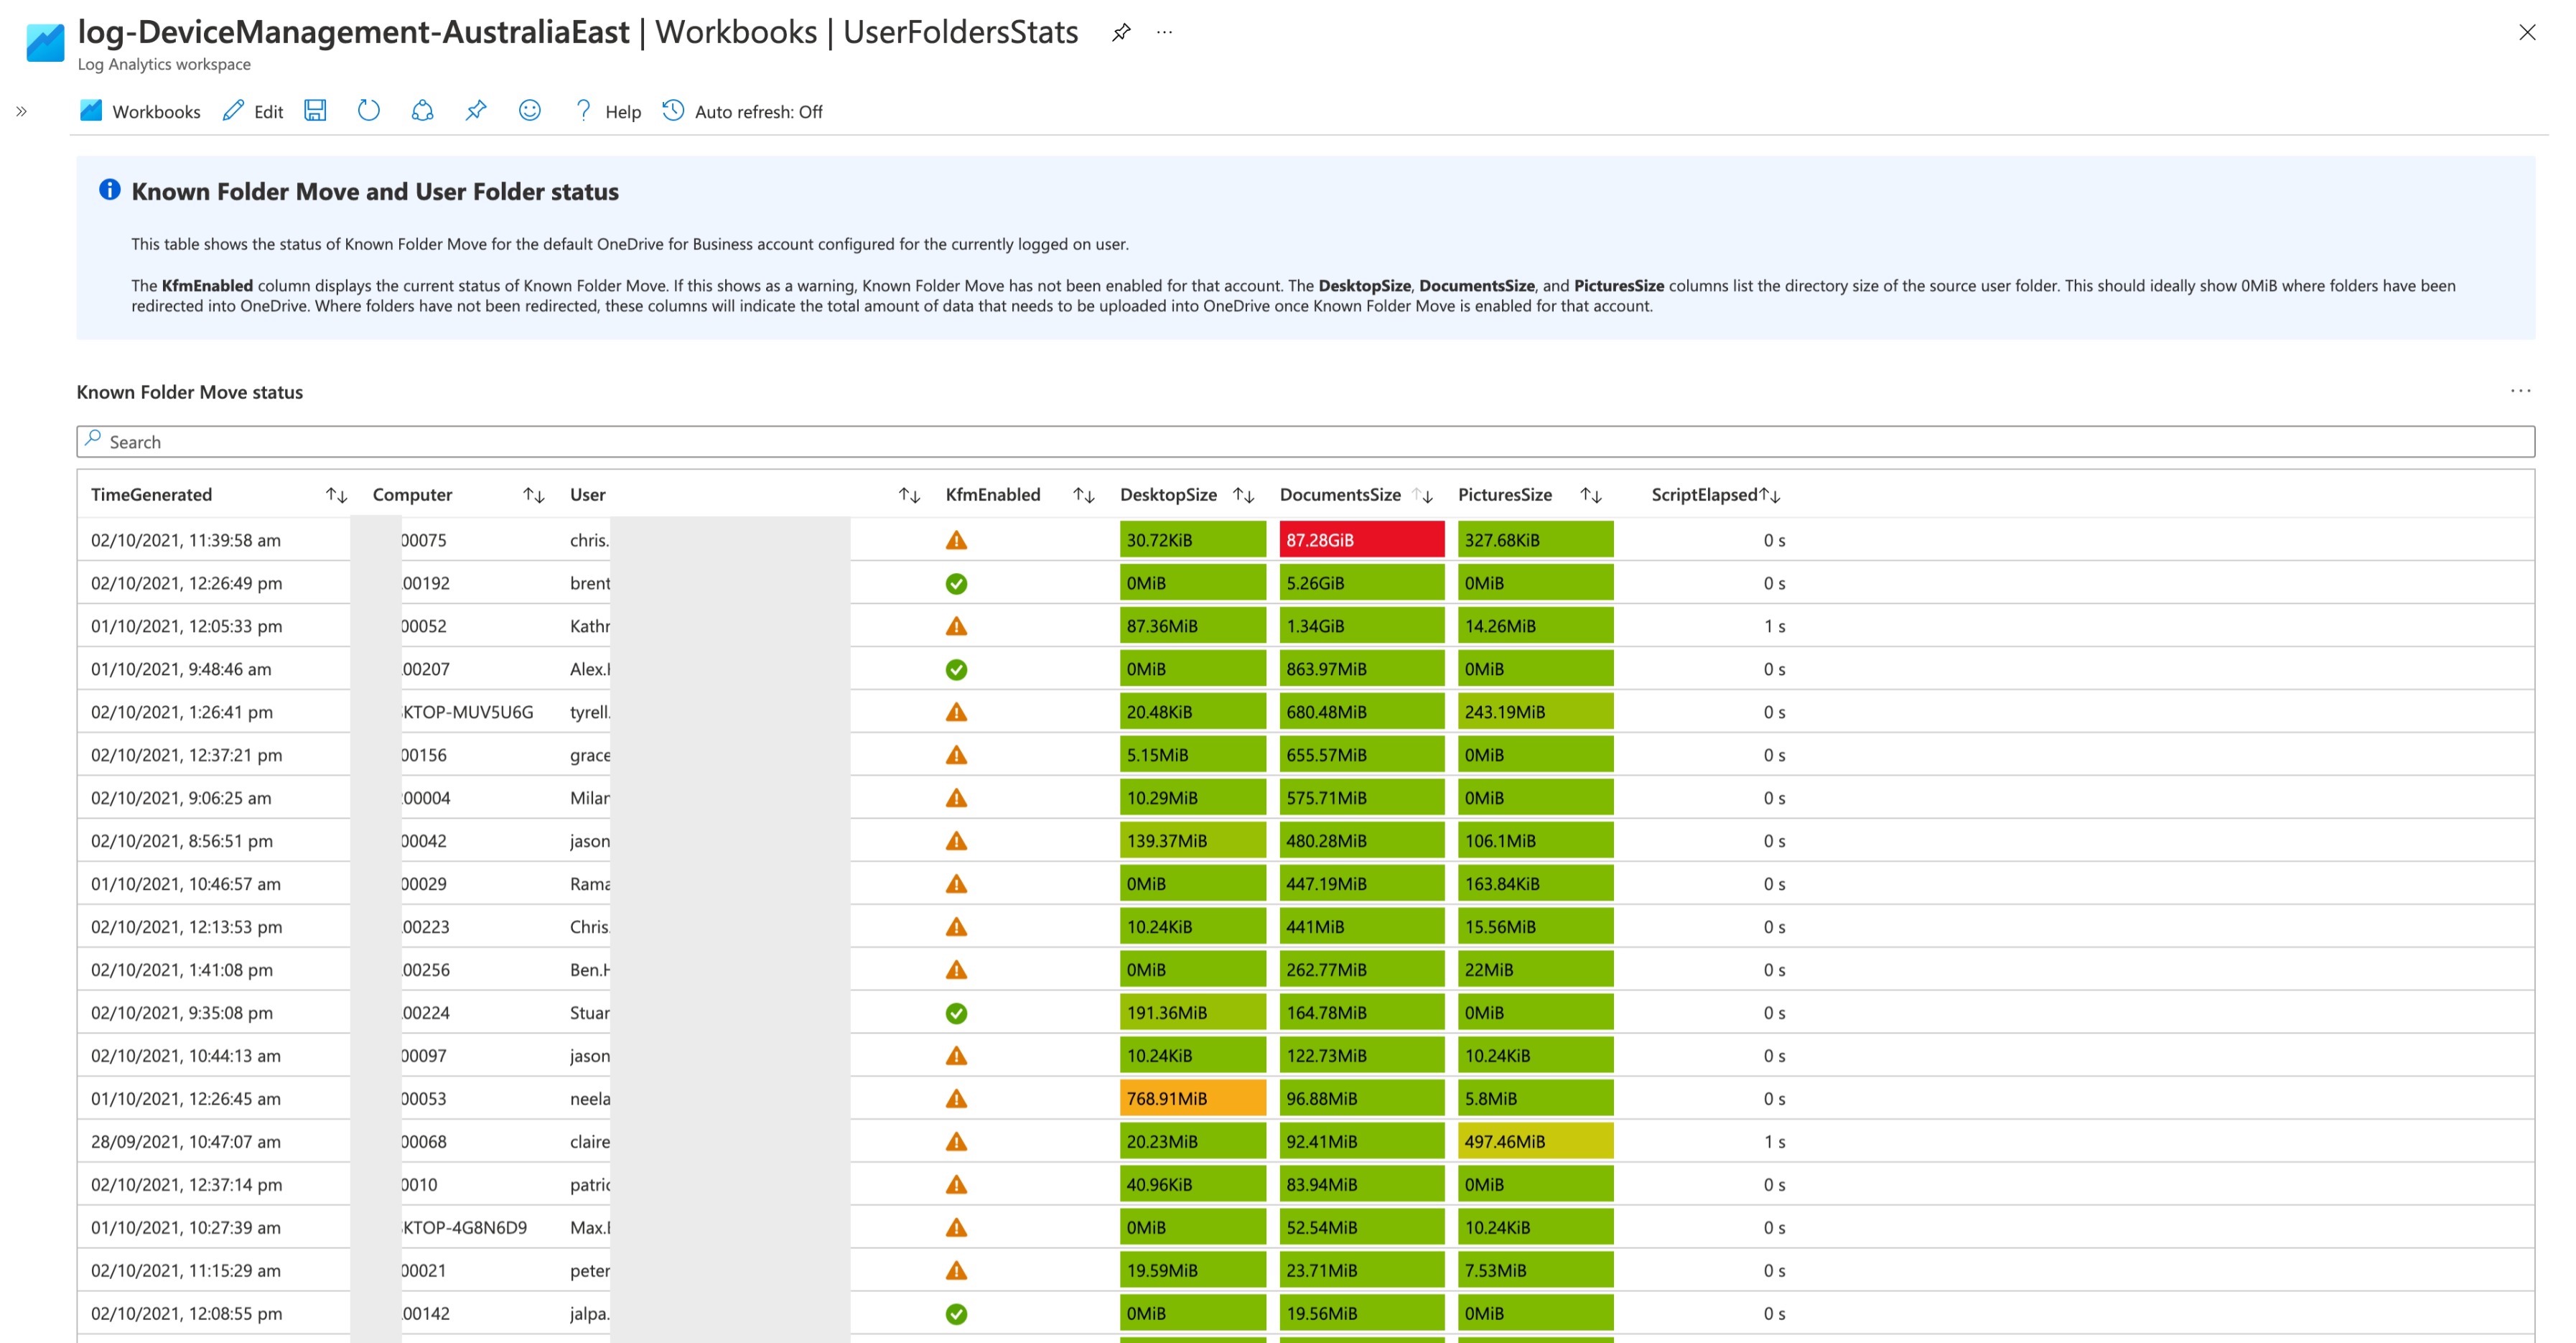 log-DeviceManagement-AustraliaEast | Workbooks | UserFoldersStats
Log Analytics workspace
Workbooks Edit Help Auto refresh: Off
Known Folder Move and User Folder status
This table shows the status of Known Folder Move for the default OneDrive for Business account configured for the currently logged on user.
The KfmEnabled column displays the current status of Known Folder Move. If this shows as a warning, Known Folder Move has not been enabled for that account. The DesktopSize, DocumentsSize, and PicturesSize columns list the directory size of the source user folder. This should ideally show 0MiB where folders have been
redirected into OneDrive. Where folders have not been redirected, these columns will indicate the total amount of data that needs to be uploaded into OneDrive once Known Folder Move is enabled for that account.
Known Folder Move status
Search
TimeGenerated Computer User KfmEnabled DesktopSize DocumentsSize PicturesSize ScriptElapsed
02/10/2021, 11:39:58 am 00075 chris. 30.72KiB 87.28GiB 327.68KiB 0 s
02/10/2021, 12:26:49 pm 00192 brent 0MiB 5.26GiB 0MiB 0 s
01/10/2021, 12:05:33 pm 00052 Kathr 87.36MiB 1.34GiB 14.26MiB 1 s
01/10/2021, 9:48:46 am 00207 Alex. 0MiB 863.97MiB 0MiB 0 s
02/10/2021, 1:26:41 pm KTOP-MUV5U6G tyrell. 20.48KiB 680.48MiB 243.19MiB 0 s
02/10/2021, 12:37:21 pm 00156 grace 5.15MiB 655.57MiB 0MiB 0 s
02/10/2021, 9:06:25 am 00004 Milar 10.29MiB 575.71MiB 0MiB 0 s
02/10/2021, 8:56:51 pm 00042 jason 139.37MiB 480.28MiB 106.1MiB 0 s
01/10/2021, 10:46:57 am 00029 Rama 0MiB 447.19MiB 163.84KiB 0 s
02/10/2021, 12:13:53 pm 00223 Chris. 10.24KiB 441MiB 15.56MiB 0 s
02/10/2021, 1:41:08 pm 00256 Ben.H 0MiB 262.77MiB 22MiB 0 s
02/10/2021, 9:35:08 pm 00224 Stuar 191.36MiB 164.78MiB 0MiB 0 s
02/10/2021, 10:44:13 am 00097 jason 10.24KiB 122.73MiB 10.24KiB 0 s
01/10/2021, 12:26:45 am 00053 neela 768.91MiB 96.88MiB 5.8MiB 0 s
28/09/2021, 10:47:07 am 00068 claire 20.23MiB 92.41MiB 497.46MiB 1 s
02/10/2021, 12:37:14 pm 0010 patric 40.96KiB 83.94MiB 0MiB 0 s
01/10/2021, 10:27:39 am KTOP-4G8N6D9 Max. 0MiB 52.54MiB 10.24KiB 0 s
02/10/2021, 11:15:29 am 00021 peter 19.59MiB 23.71MiB 7.53MiB 0 s
02/10/2021, 12:08:55 pm 00142 jalpa. 0MiB 19.56MiB 0MiB 0 s